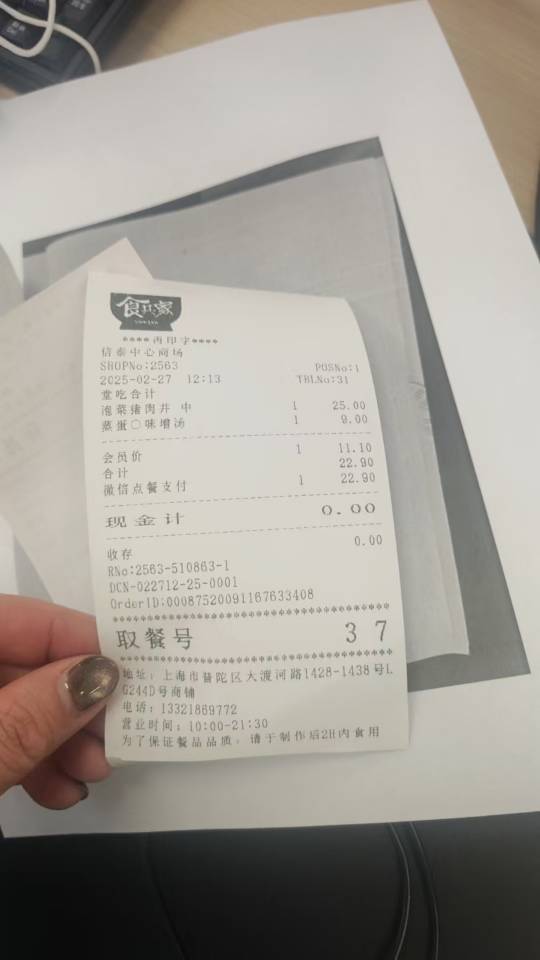 食其家
SUKIYA
****再印字****
信泰中心商场
SHOPNo:2563 POSNo:1
2025-02-27 12:13 TBLNo:31
堂吃合计
泡菜猪肉丼 中 1 25.00
蒸蛋○味增汤 1 9.00
会员价 1 11.10
合计 22.90
微信点餐支付 1 22.90
现金计 0.00
收存 0.00
RNo:2563-510863-1
DCN-022712-25-0001
OrderID:00087520091167633408
取餐号 37
地址：上海市普陀区大渡河路1428-1438号L
G244D号商铺
电话：13321869772
营业时间：10:00-21:30
为了保证餐品品质，请于制作后2H内食用